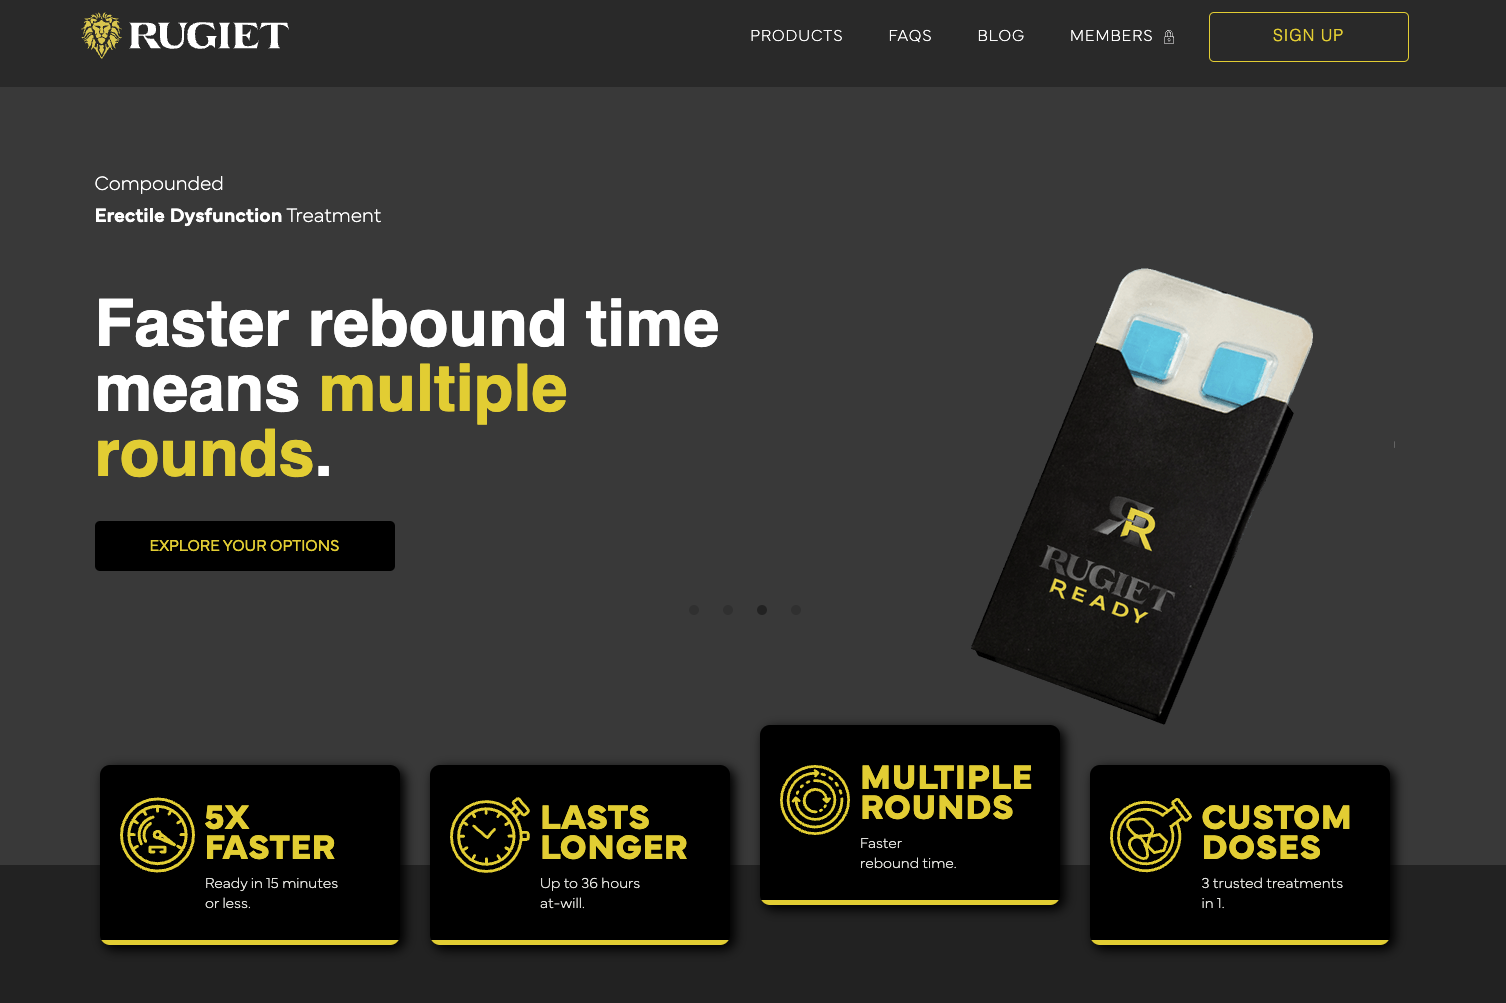 RUGIET
PRODUCTS
FAQS
BLOG
MEMBERS
SIGN UP
Compounded
Erectile Dysfunction Treatment
Faster rebound time
means multiple
rounds.
EXPLORE YOUR OPTIONS
RR
RUGIET
READY
5X
FASTER
Ready in 15 minutes
or less.
LASTS
LONGER
Up to 36 hours
at-will.
MULTIPLE
ROUNDS
Faster
rebound time.
CUSTOM
DOSES
3 trusted treatments
in 1.